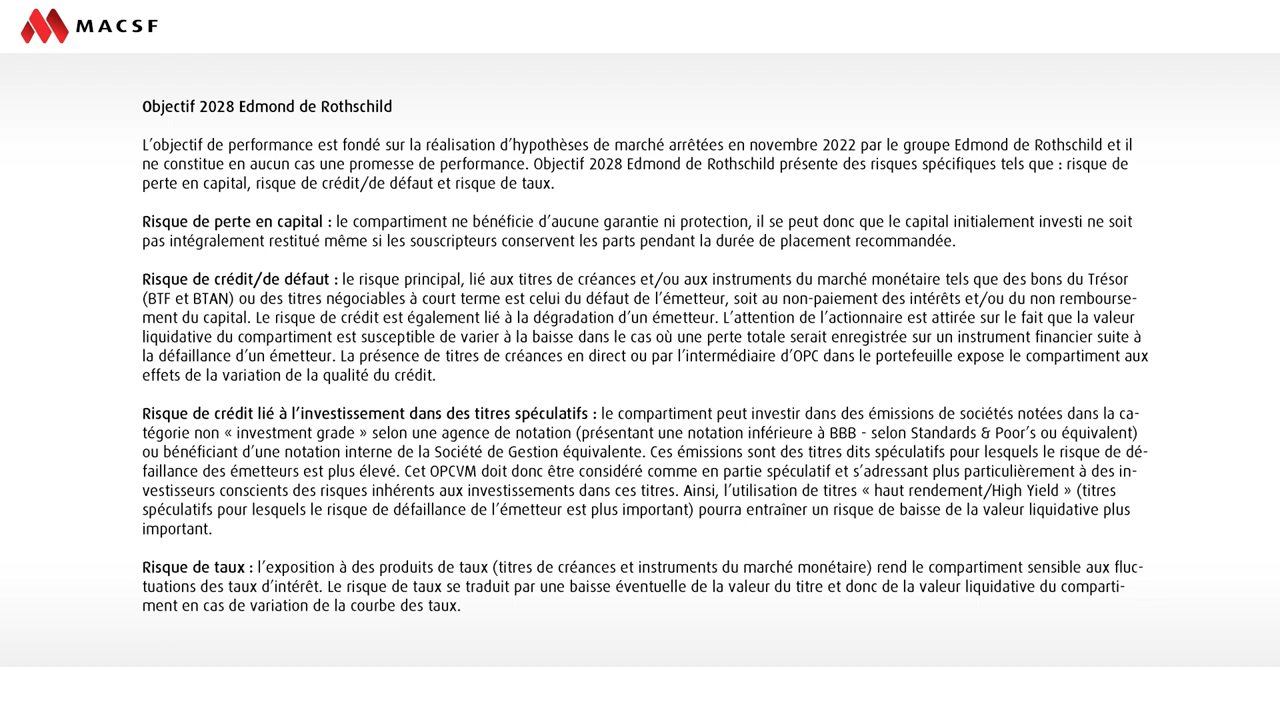 MACSF
Objectif 2028 Edmond de Rothschild
L’objectif de performance est fondé sur la réalisation d’hypothèses de marché arrêtées en novembre 2022 par le groupe Edmond de Rothschild et il
ne constitue en aucun cas une promesse de performance. Objectif 2028 Edmond de Rothschild présente des risques spécifiques tels que : risque de
perte en capital, risque de crédit/de défaut et risque de taux.
Risque de perte en capital : le compartiment ne bénéficie d’aucune garantie ni protection, il se peut donc que le capital initialement investi ne soit
pas intégralement restitué même si les souscripteurs conservent les parts pendant la durée de placement recommandée.
Risque de crédit/de défaut : le risque principal, lié aux titres de créances et/ou aux instruments du marché monétaire tels que des bons du Trésor
(BTF et BTAN) ou des titres négociables à court terme est celui du défaut de l’émetteur, soit au non-paiement des intérêts et/ou du non rembourse-
ment du capital. Le risque de crédit est également lié à la dégradation d’un émetteur. L’attention de l’actionnaire est attirée sur le fait que la valeur
liquidative du compartiment est susceptible de varier à la baisse dans le cas où une perte totale serait enregistrée sur un instrument financier suite à
la défaillance d’un émetteur. La présence de titres de créances en direct ou par l’intermédiaire d’OPC dans le portefeuille expose le compartiment aux
effets de la variation de la qualité du crédit.
Risque de crédit lié à l’investissement dans des titres spéculatifs : le compartiment peut investir dans des émissions de sociétés notées dans la ca-
tégorie non « investment grade » selon une agence de notation (présentant une notation inférieure à BBB - selon Standards & Poor’s ou équivalent)
ou bénéficiant d’une notation interne de la Société de Gestion équivalente. Ces émissions sont des titres dits spéculatifs pour lesquels le risque de dé-
faillance des émetteurs est plus élevé. Cet OPCVM doit donc être considéré comme en partie spéculatif et s’adressant plus particulièrement à des in-
vestisseurs conscients des risques inhérents aux investissements dans ces titres. Ainsi, l’utilisation de titres « haut rendement/High Yield » (titres
spéculatifs pour lesquels le risque de défaillance de l’émetteur est plus important) pourra entraîner un risque de baisse de la valeur liquidative plus
important.
Risque de taux : l’exposition à des produits de taux (titres de créances et instruments du marché monétaire) rend le compartiment sensible aux fluc-
tuations des taux d’intérêt. Le risque de taux se traduit par une baisse éventuelle de la valeur du titre et donc de la valeur liquidative du comparti-
ment en cas de variation de la courbe des taux.